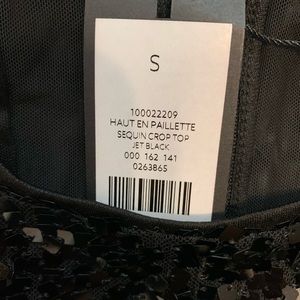 S
100022209
HAUT EN PAILLETTE
SEQUIN CROP TOP
JET BLACK
000 162 141
0263865